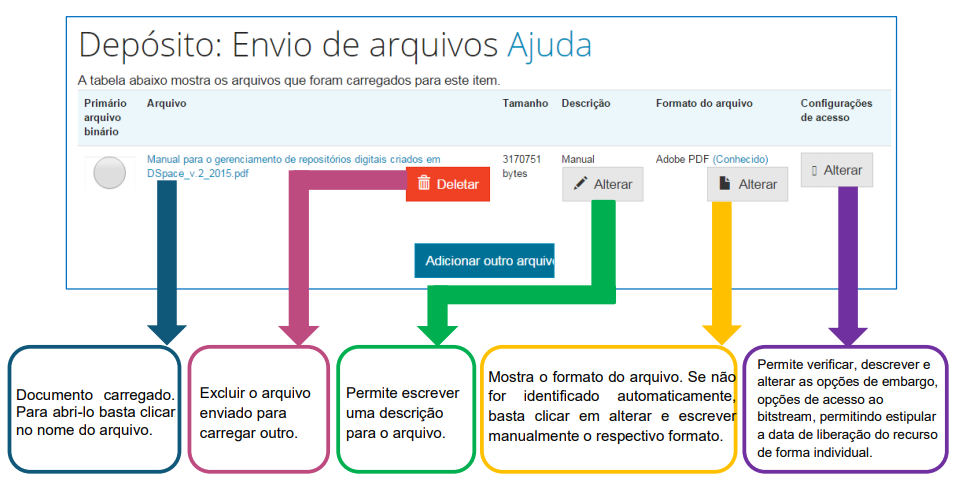 Depósito: Envio de arquivos Ajuda
A tabela abaixo mostra os arquivos que foram carregados para este item.
Primário
arquivo
binário
Arquivo
Tamanho
Descrição
Formato do arquivo
Configurações
de acesso
Manual para o gerenciamento de repositórios digitais criados em
DSpace_v.2_2015.pdf
Deletar
3170751
bytes
Manual
Alterar
Adobe PDF (Conhecido)
Alterar
Alterar
Adicionar outro arquivo
Documento carregado.
Para abri-lo basta clicar
no nome do arquivo.
Excluir o arquivo
enviado para
carregar outro.
Permite escrever
uma descrição
para o arquivo.
Mostra o formato do arquivo. Se não
for identificado automaticamente,
basta clicar em alterar e escrever
manualmente o respectivo formato.
Permite verificar, descrever e
alterar as opções de embargo,
opções de acesso ao
bitstream, permitindo estipular
a data de liberação do recurso
de forma individual.